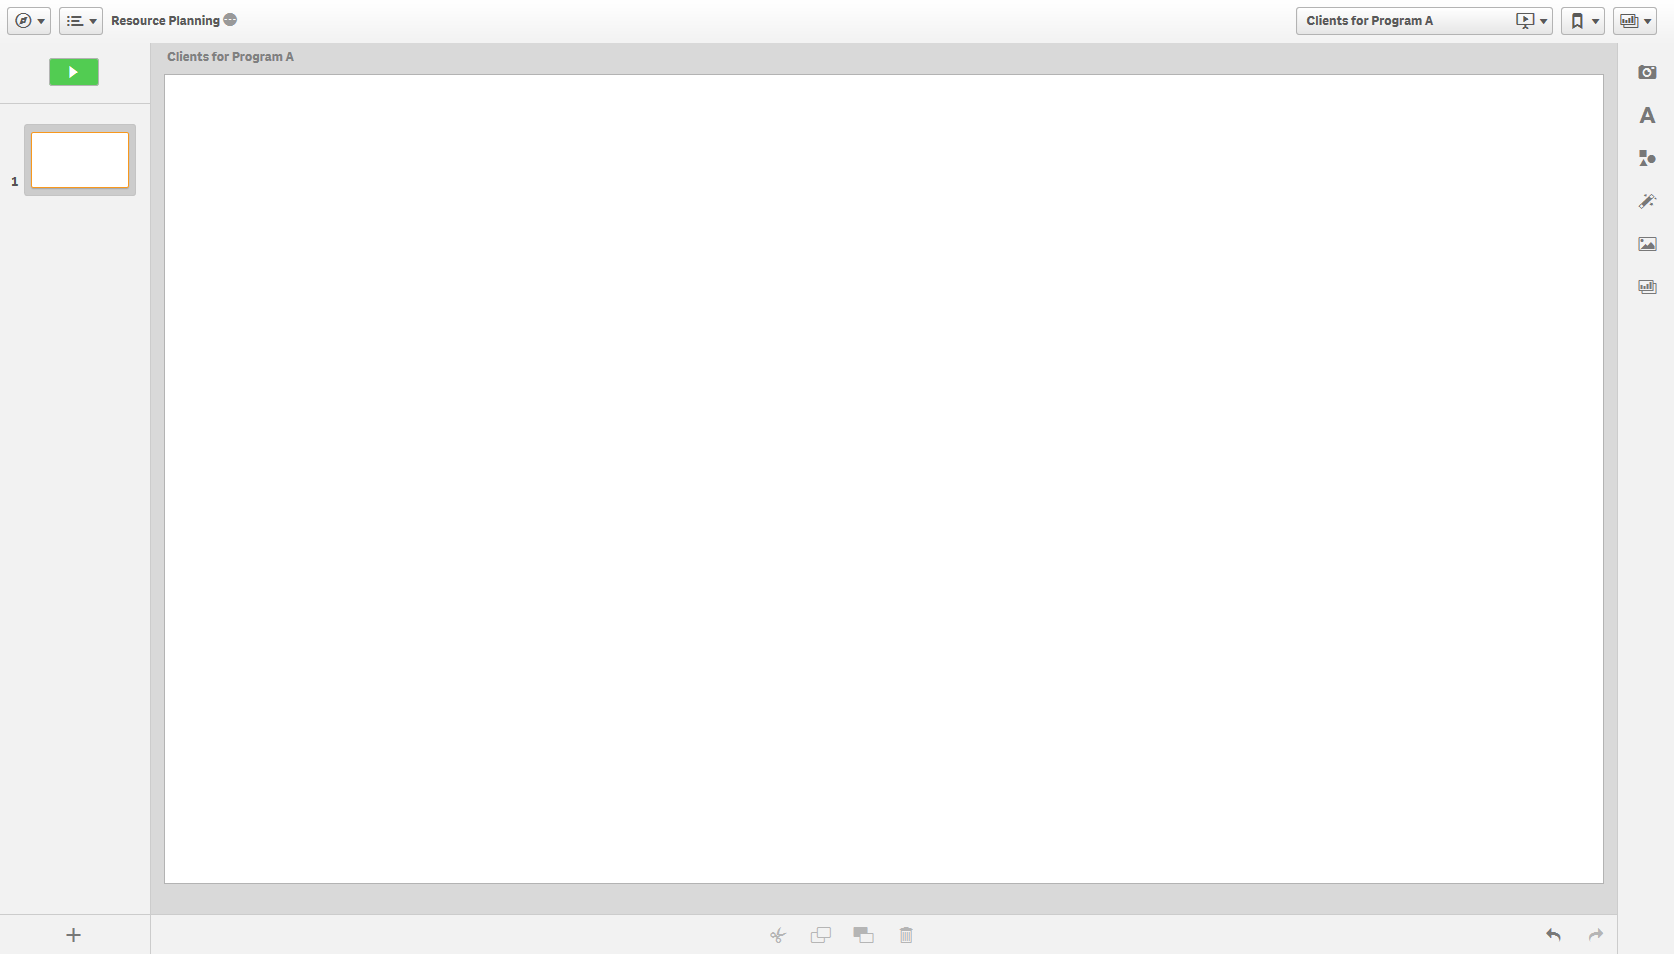 Resource Planning
Clients for Program A
Clients for Program A
1
A